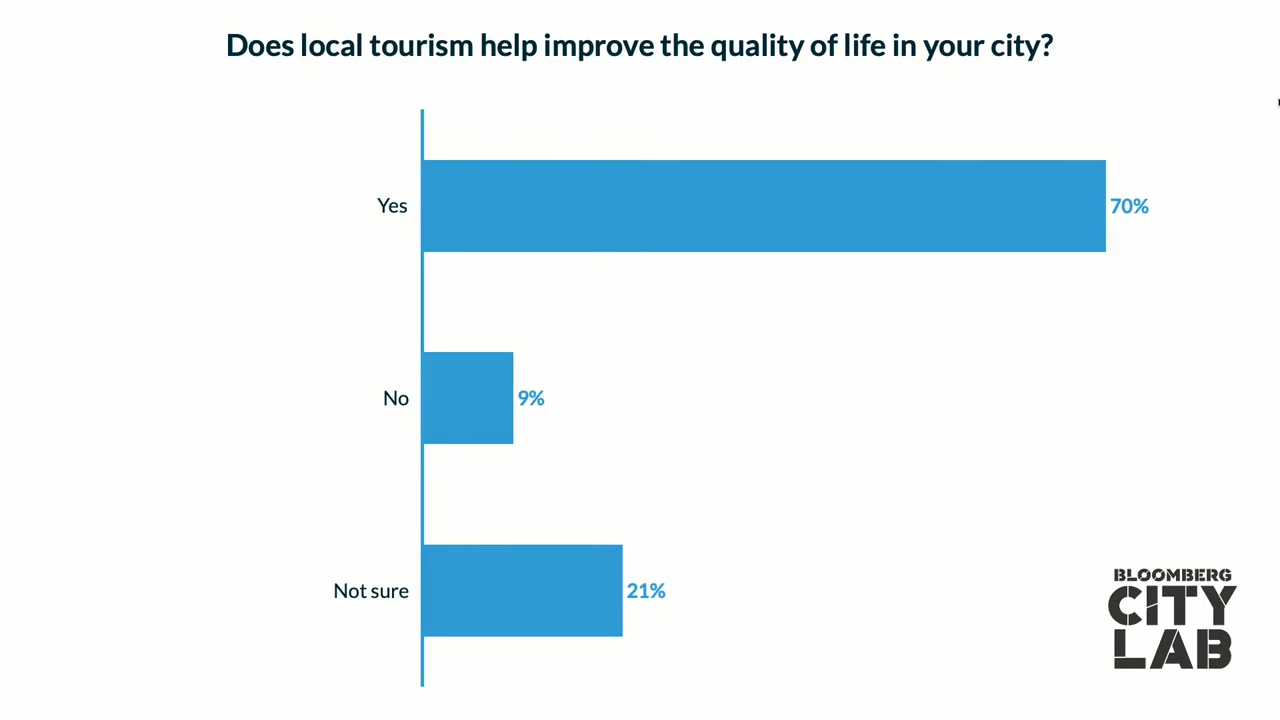 Does local tourism help improve the quality of life in your city?
Yes
70%
No
9%
Not sure
21%
BLOOMBERG
CITY
LAB